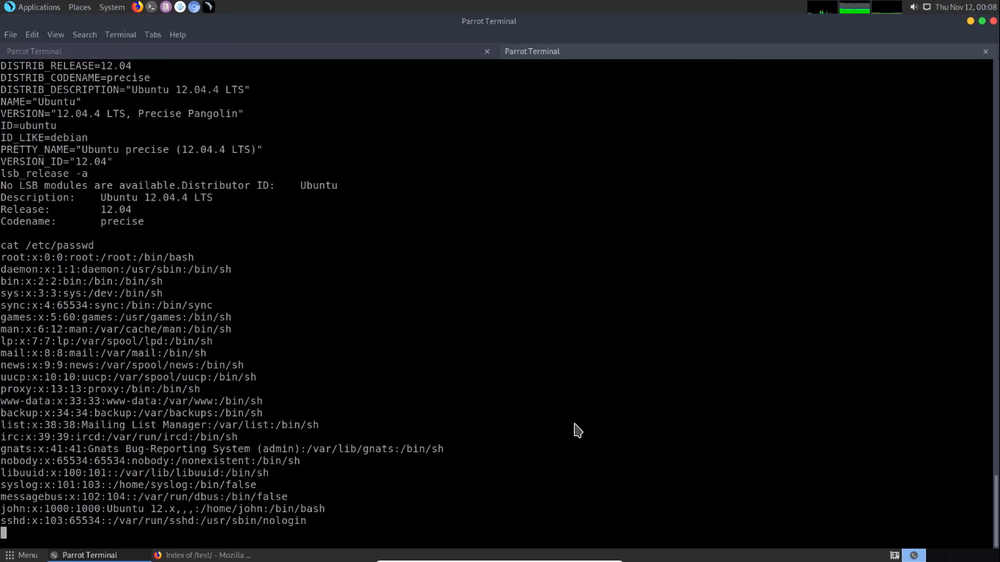 Applications Places System Thu Nov 12, 00:08
Parrot Terminal
File Edit View Search Terminal Tabs Help
Parrot Terminal × Parrot Terminal ×
DISTRIB_RELEASE=12.04
DISTRIB_CODENAME=precise
DISTRIB_DESCRIPTION="Ubuntu 12.04.4 LTS"
NAME="Ubuntu"
VERSION="12.04.4 LTS, Precise Pangolin"
ID=ubuntu
ID_LIKE=debian
PRETTY_NAME="Ubuntu precise (12.04.4 LTS)"
VERSION_ID="12.04"
lsb_release -a
No LSB modules are available.Distributor ID:    Ubuntu
Description:    Ubuntu 12.04.4 LTS
Release:        12.04
Codename:       precise
cat /etc/passwd
root:x:0:0:root:/root:/bin/bash
daemon:x:1:1:daemon:/usr/sbin:/bin/sh
bin:x:2:2:bin:/bin:/bin/sh
sys:x:3:3:sys:/dev:/bin/sh
sync:x:4:65534:sync:/bin:/bin/sync
games:x:5:60:games:/usr/games:/bin/sh
man:x:6:12:man:/var/cache/man:/bin/sh
lp:x:7:7:lp:/var/spool/lpd:/bin/sh
mail:x:8:8:mail:/var/mail:/bin/sh
news:x:9:9:news:/var/spool/news:/bin/sh
uucp:x:10:10:uucp:/var/spool/uucp:/bin/sh
proxy:x:13:13:proxy:/bin:/bin/sh
www-data:x:33:33:www-data:/var/www:/bin/sh
backup:x:34:34:backup:/var/backups:/bin/sh
list:x:38:38:Mailing List Manager:/var/list:/bin/sh
irc:x:39:39:ircd:/var/run/ircd:/bin/sh
gnats:x:41:41:Gnats Bug-Reporting System (admin):/var/lib/gnats:/bin/sh
nobody:x:65534:65534:nobody:/nonexistent:/bin/sh
libuuid:x:100:101::/var/lib/libuuid:/bin/sh
syslog:x:101:103::/home/syslog:/bin/false
messagebus:x:102:104::/var/run/dbus:/bin/false
john:x:1000:1000:Ubuntu 12.x,,,:/home/john:/bin/bash
sshd:x:103:65534::/var/run/sshd:/usr/sbin/nologin
Menu Parrot Terminal Index of /test/ - Mozilla ...